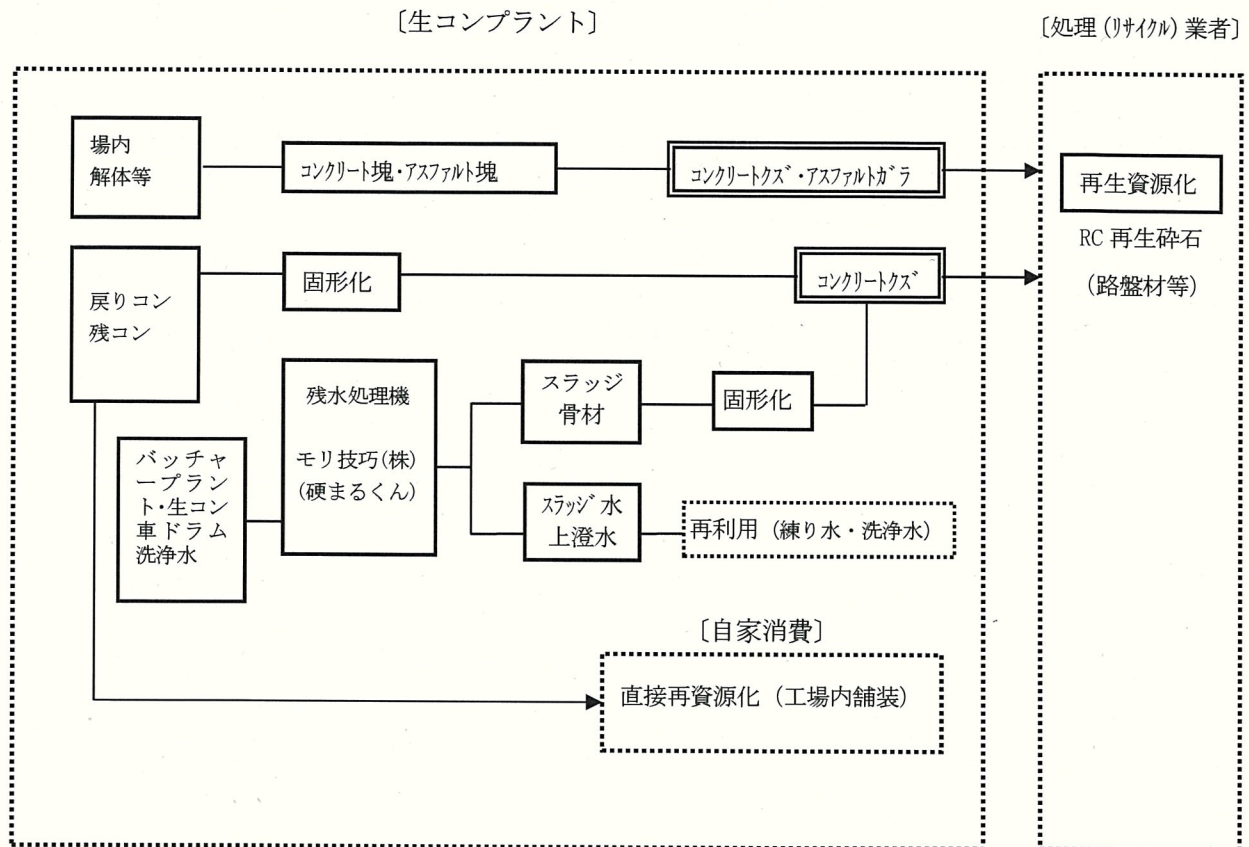 〔生コンプラント〕
〔処理(ﾘｻｲｸﾙ)業者〕
場内
解体等
ｺﾝｸﾘｰﾄ塊・ｱｽﾌｧﾙﾄ塊
ｺﾝｸﾘｰﾄｸｽﾞ・ｱｽﾌｧﾙﾄｶﾞﾗ
再生資源化
RC 再生砕石
(路盤材等)
戻りコン
残コン
固形化
ｺﾝｸﾘｰﾄｸｽﾞ
残水処理機
モリ技巧(株)
(硬まるくん)
スラッジ
骨材
固形化
バッチャ
ープラン
ト・生コン
車ドラム
洗浄水
ｽﾗｯｼﾞ水
上澄水
再利用（練り水・洗浄水）
〔自家消費〕
直接再資源化（工場内舗装）